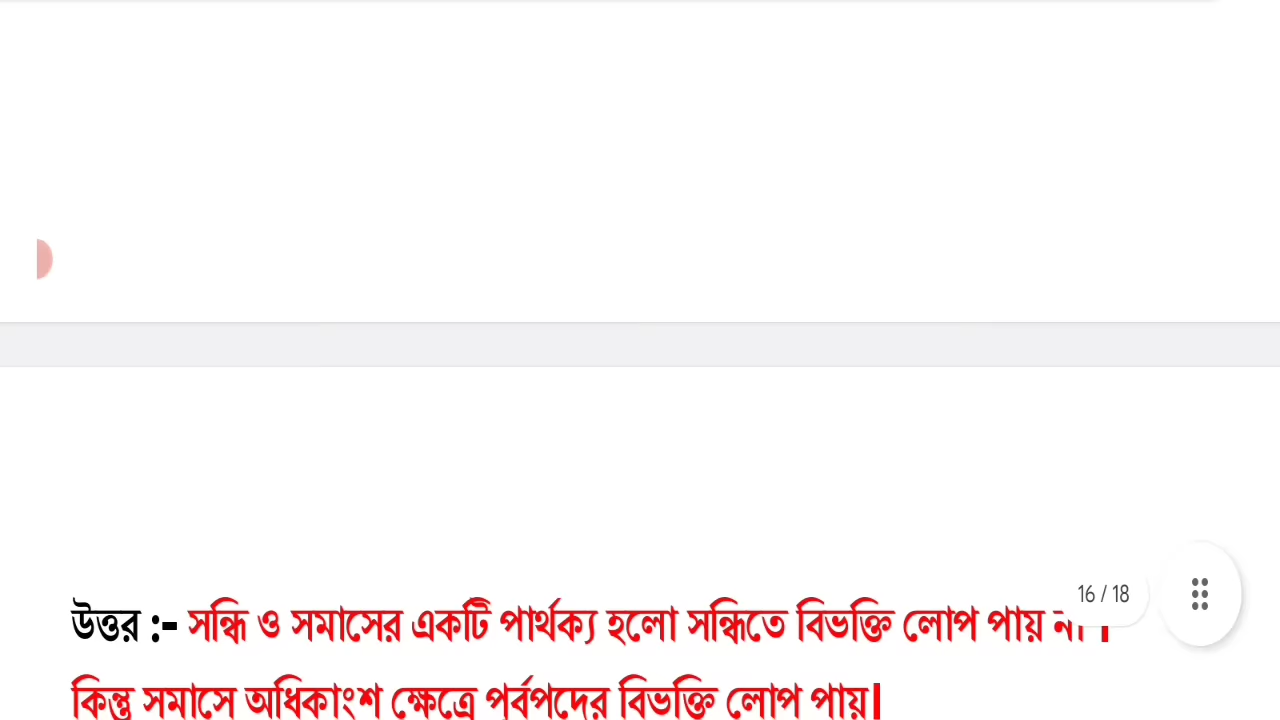 16 / 18
উত্তর :- সন্ধি ও সমাসের একটি পার্থক্য হলো সন্ধিতে বিভক্তি লোপ পায় না ।
কিন্তু সমাসে অধিকাংশ ক্ষেত্রে পূর্বপদের বিভক্তি লোপ পায়।